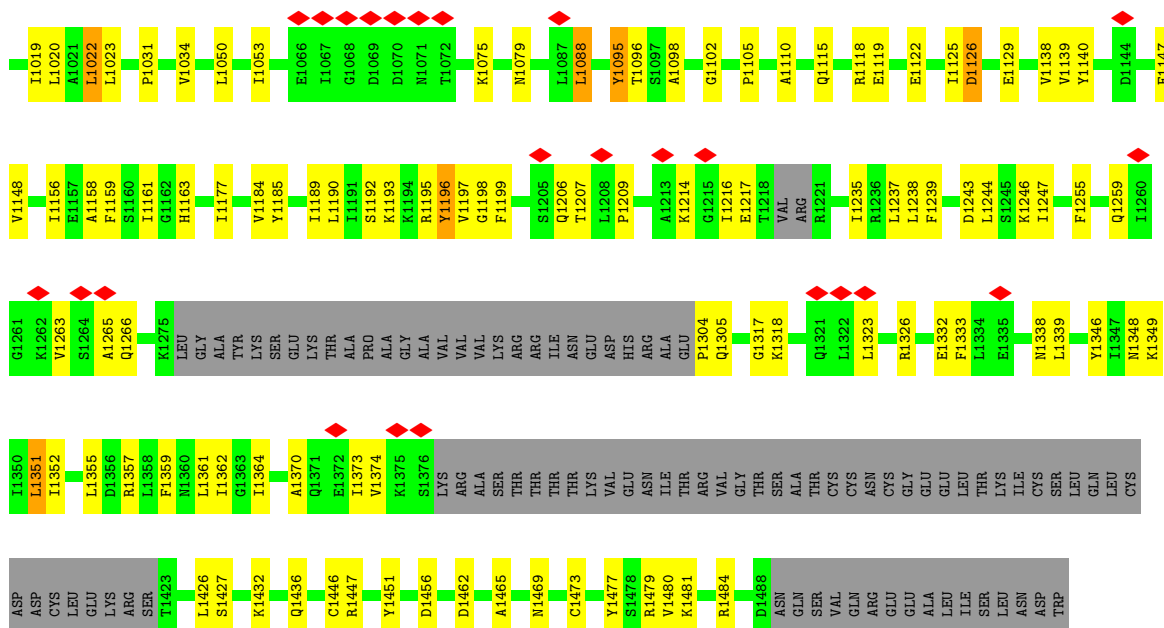 I1019 L1020 A1021 L1022 L1023 P1031 V1034 L1050 I1053 E1066 I1067 G1068 D1069 D1070 N1071 T1072 K1075 N1079 L1087 L1088 Y1095 T1096 S1097 A1098 G1102 P1105 A1110 Q1115 R1118 E1119 E1122 I1125 D1126 E1129 V1138 V1139 Y1140 D1144
V1148 I1156 E1157 A1158 F1159 S1160 I1161 G1162 H1163 I1177 V1184 Y1185 I1189 L1190 I1191 S1192 K1193 K1194 R1195 Y1196 V1197 G1198 F1199 S1205 Q1206 T1207 L1208 P1209 A1213 K1214 G1215 I1216 E1217 T1218 VAL ARG R1221 I1235 R1236 L1237 L1238 F1239 D1243 L1244 S1245 K1246 I1247 F1255 Q1259 I1260
G1261 K1262 V1263 S1264 A1265 Q1266 K1275 LEU GLY ALA TYR LYS SER GLU LYS THR ALA PRO ALA GLY ALA VAL VAL VAL LYS ARG ARG ILE ASN GLU ASP HIS ARG ALA GLU P1304 Q1305 G1317 K1318 Q1321 L1322 L1323 R1326 E1332 F1333 L1334 E1335 N1338 L1339 Y1346 I1347 N1348 K1349
I1350 L1351 I1352 L1355 D1356 R1357 L1358 F1359 N1360 L1361 I1362 G1363 I1364 A1370 Q1371 E1372 I1373 V1374 K1375 S1376 LYS ARG ALA SER THR THR THR THR LYS VAL GLU ASN ILE THR ARG VAL GLY THR SER ALA THR CYS CYS ASN CYS GLY GLU GLU LEU THR LYS ILE CYS SER LEU GLN LEU CYS
ASP ASP CYS LEU GLU LYS ARG SER T1423 L1426 S1427 K1432 Q1436 C1446 R1447 Y1451 D1456 D1462 A1465 N1469 C1473 Y1477 S1478 R1479 V1480 K1481 R1484 D1488 ASN GLN SER VAL GLN ARG GLU GLU ALA LEU ILE SER LEU ASN ASP TRP